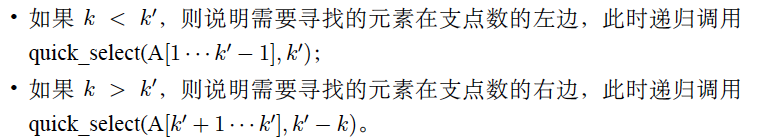 • 如果 k < k′，则说明需要寻找的元素在支点数的左边，此时递归调用
quick_select(A[1⋯k′−1],k′)；
• 如果 k > k′，则说明需要寻找的元素在支点数的右边，此时递归调用
quick_select(A[k′+1⋯k′],k′−k)。